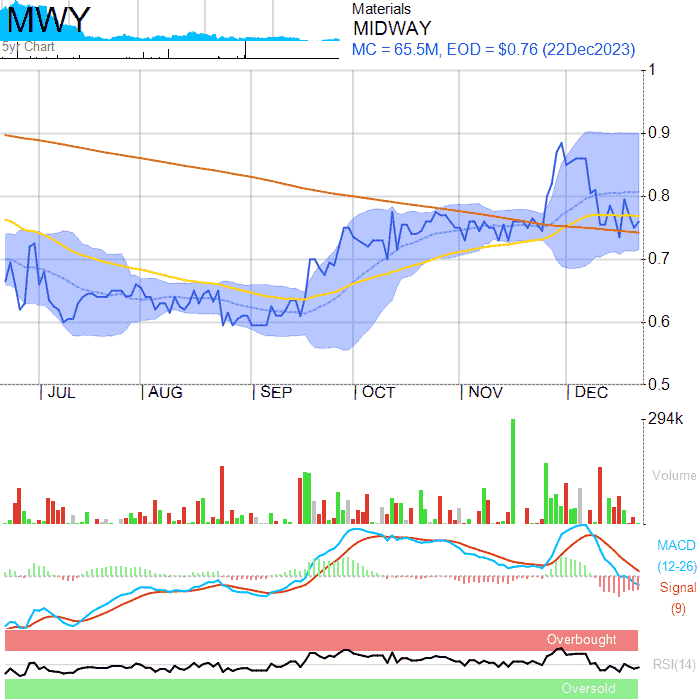 MWY
5yr Chart
Materials
MIDWAY
MC = 65.5M, EOD = $0.76 (22Dec2023)
1
0.9
0.8
0.7
0.6
0.5
JUL AUG SEP OCT NOV DEC
294k
Volume
MACD
(12-26)
Signal
(9)
Overbought
RSI(14)
Oversold